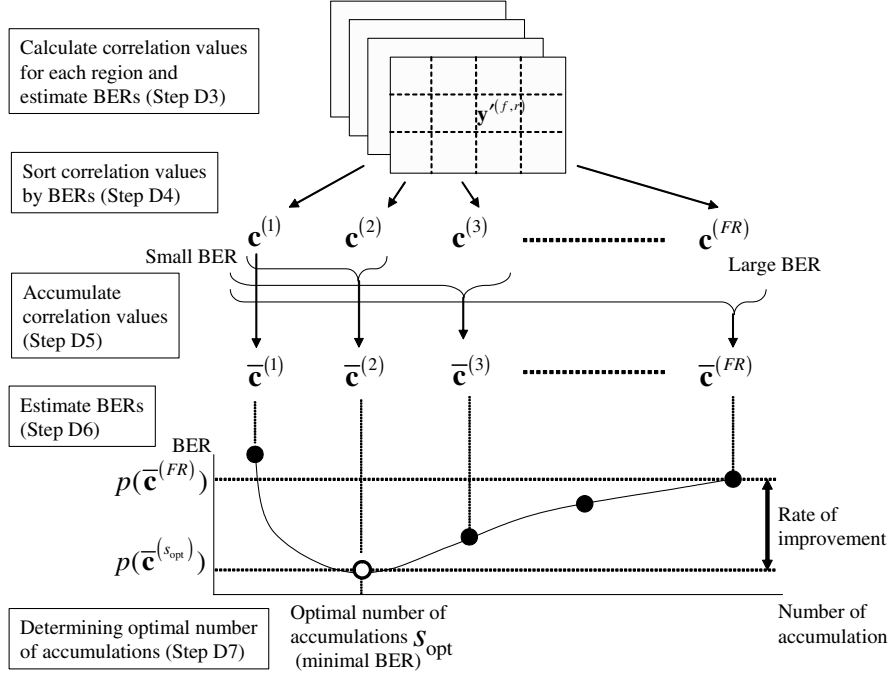 Calculate correlation values
for each region and
estimate BERs (Step D3)
y′(f,r)
Sort correlation values
by BERs (Step D4)
c(1) c(2) c(3) c(FR)
Small BER
Large BER
Accumulate
correlation values
(Step D5)
c̅(1) c̅(2) c̅(3) c̅(FR)
Estimate BERs
(Step D6)
BER
p(c̅(FR))
Rate of
improvement
p(c̅(sopt))
Determining optimal number
of accumulations (Step D7)
Optimal number of
accumulations sopt
(minimal BER)
Number of
accumulation